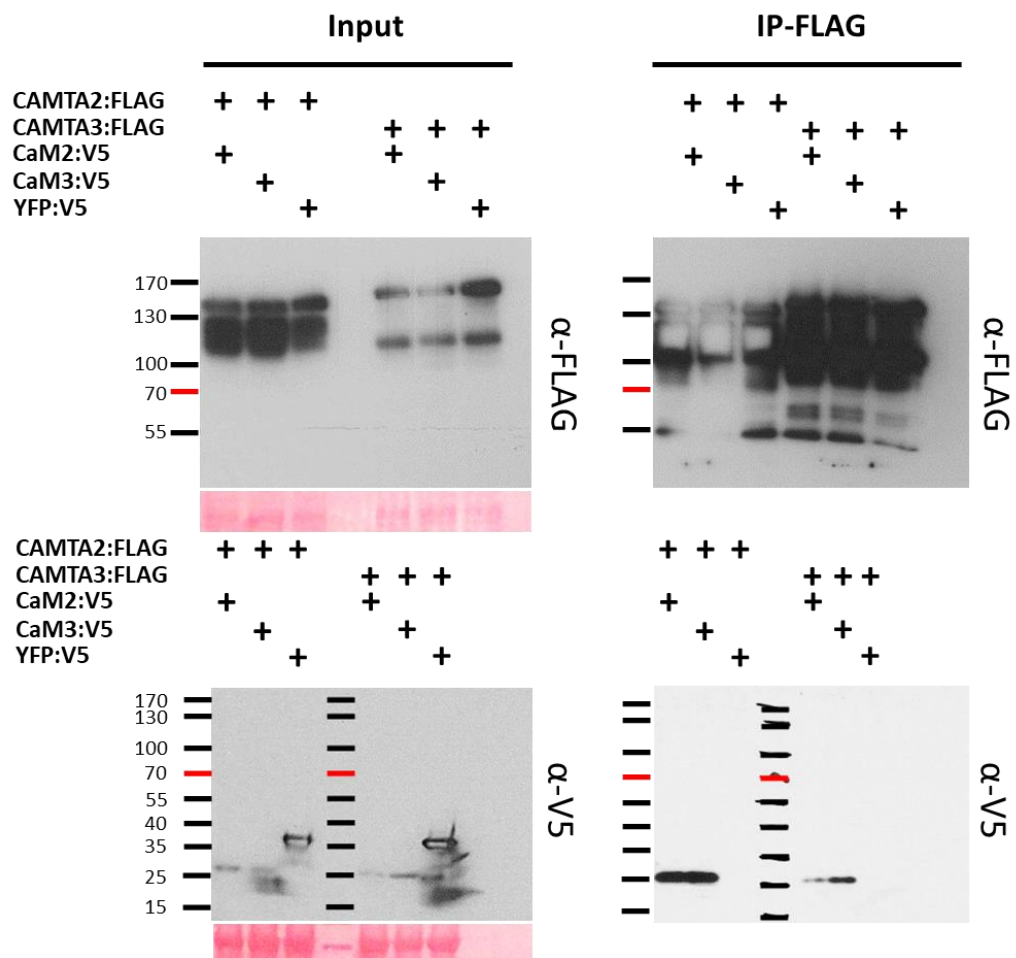 Input
IP-FLAG
CAMTA2:FLAG + + + + + +
CAMTA3:FLAG + + + + + +
CaM2:V5 + + + +
CaM3:V5 + + + +
YFP:V5 + + + +
170
130
100
70
55
α-FLAG
α-FLAG
CAMTA2:FLAG + + + + + +
CAMTA3:FLAG + + + + + +
CaM2:V5 + + + +
CaM3:V5 + + + +
YFP:V5 + + + +
170
130
100
70
55
40
35
25
15
α-V5
α-V5